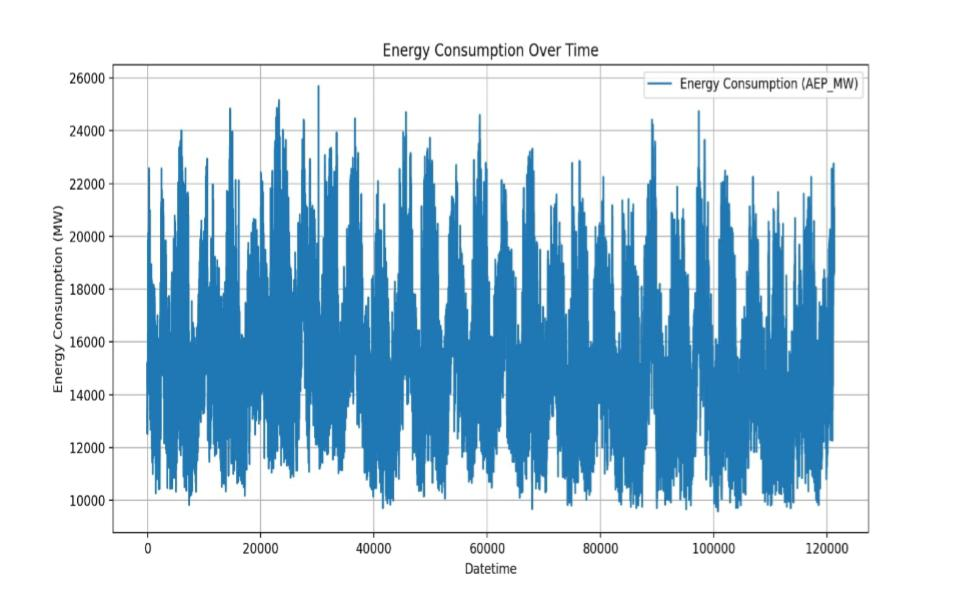 Energy Consumption Over Time
Energy Consumption (AEP_MW)
Energy Consumption (MW)
26000
24000
22000
20000
18000
16000
14000
12000
10000
0 20000 40000 60000 80000 100000 120000
Datetime